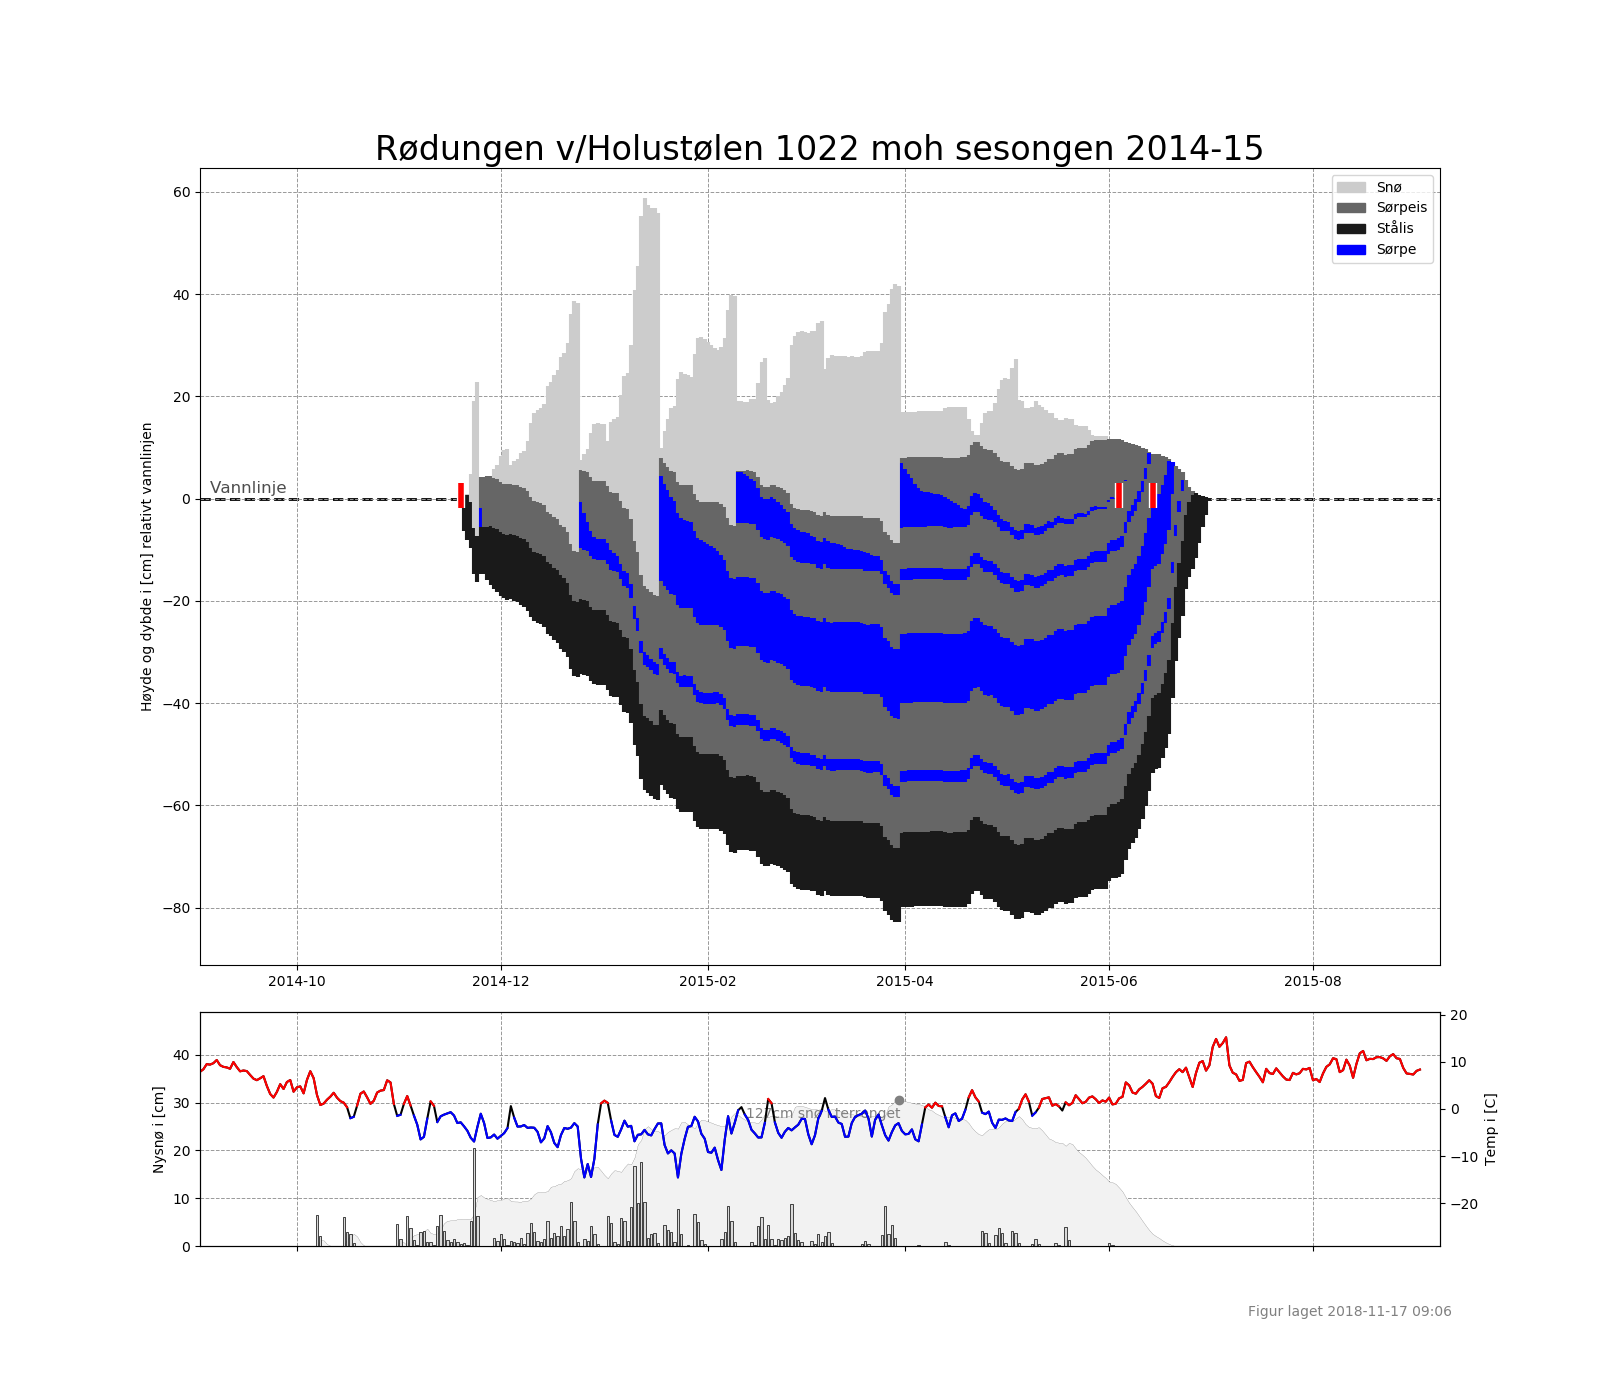 Rødungen v/Holustølen 1022 moh sesongen 2014-15
Høyde og dybde i [cm] relativt vannlinjen
60
40
20
0
−20
−40
−60
−80
Vannlinje
Snø
Sørpeis
Stålis
Sørpe
2014-10
2014-12
2015-02
2015-04
2015-06
2015-08
Nysnø i [cm]
40
30
20
10
0
127cm snø i terrenget
20
10
0
−10
−20
Temp i [C]
Figur laget 2018-11-17 09:06